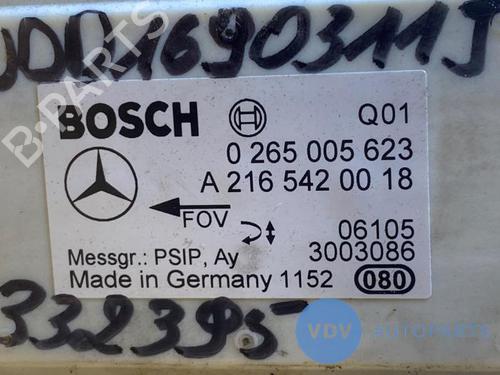 WDD1690311J
B-PARTS
BOSCH Q01
0 265 005 623
A 216 542 00 18
FOV
06105
Messgr.: PSIP, Ay 3003086
Made in Germany 1152 080
332395
VDV AUTOPARTS